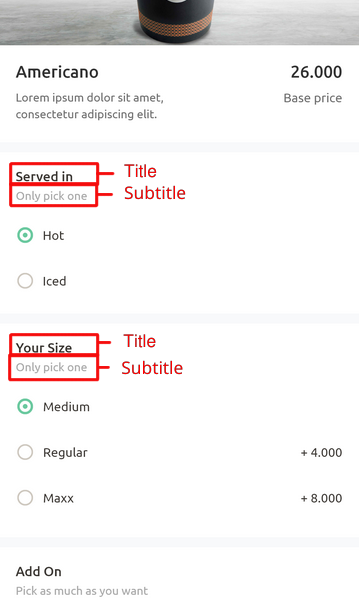 Americano 26.000
Lorem ipsum dolor sit amet, Base price
consectetur adipiscing elit.
Served in Title
Only pick one Subtitle
Hot
Iced
Your Size Title
Only pick one Subtitle
Medium
Regular + 4.000
Maxx + 8.000
Add On
Pick as much as you want